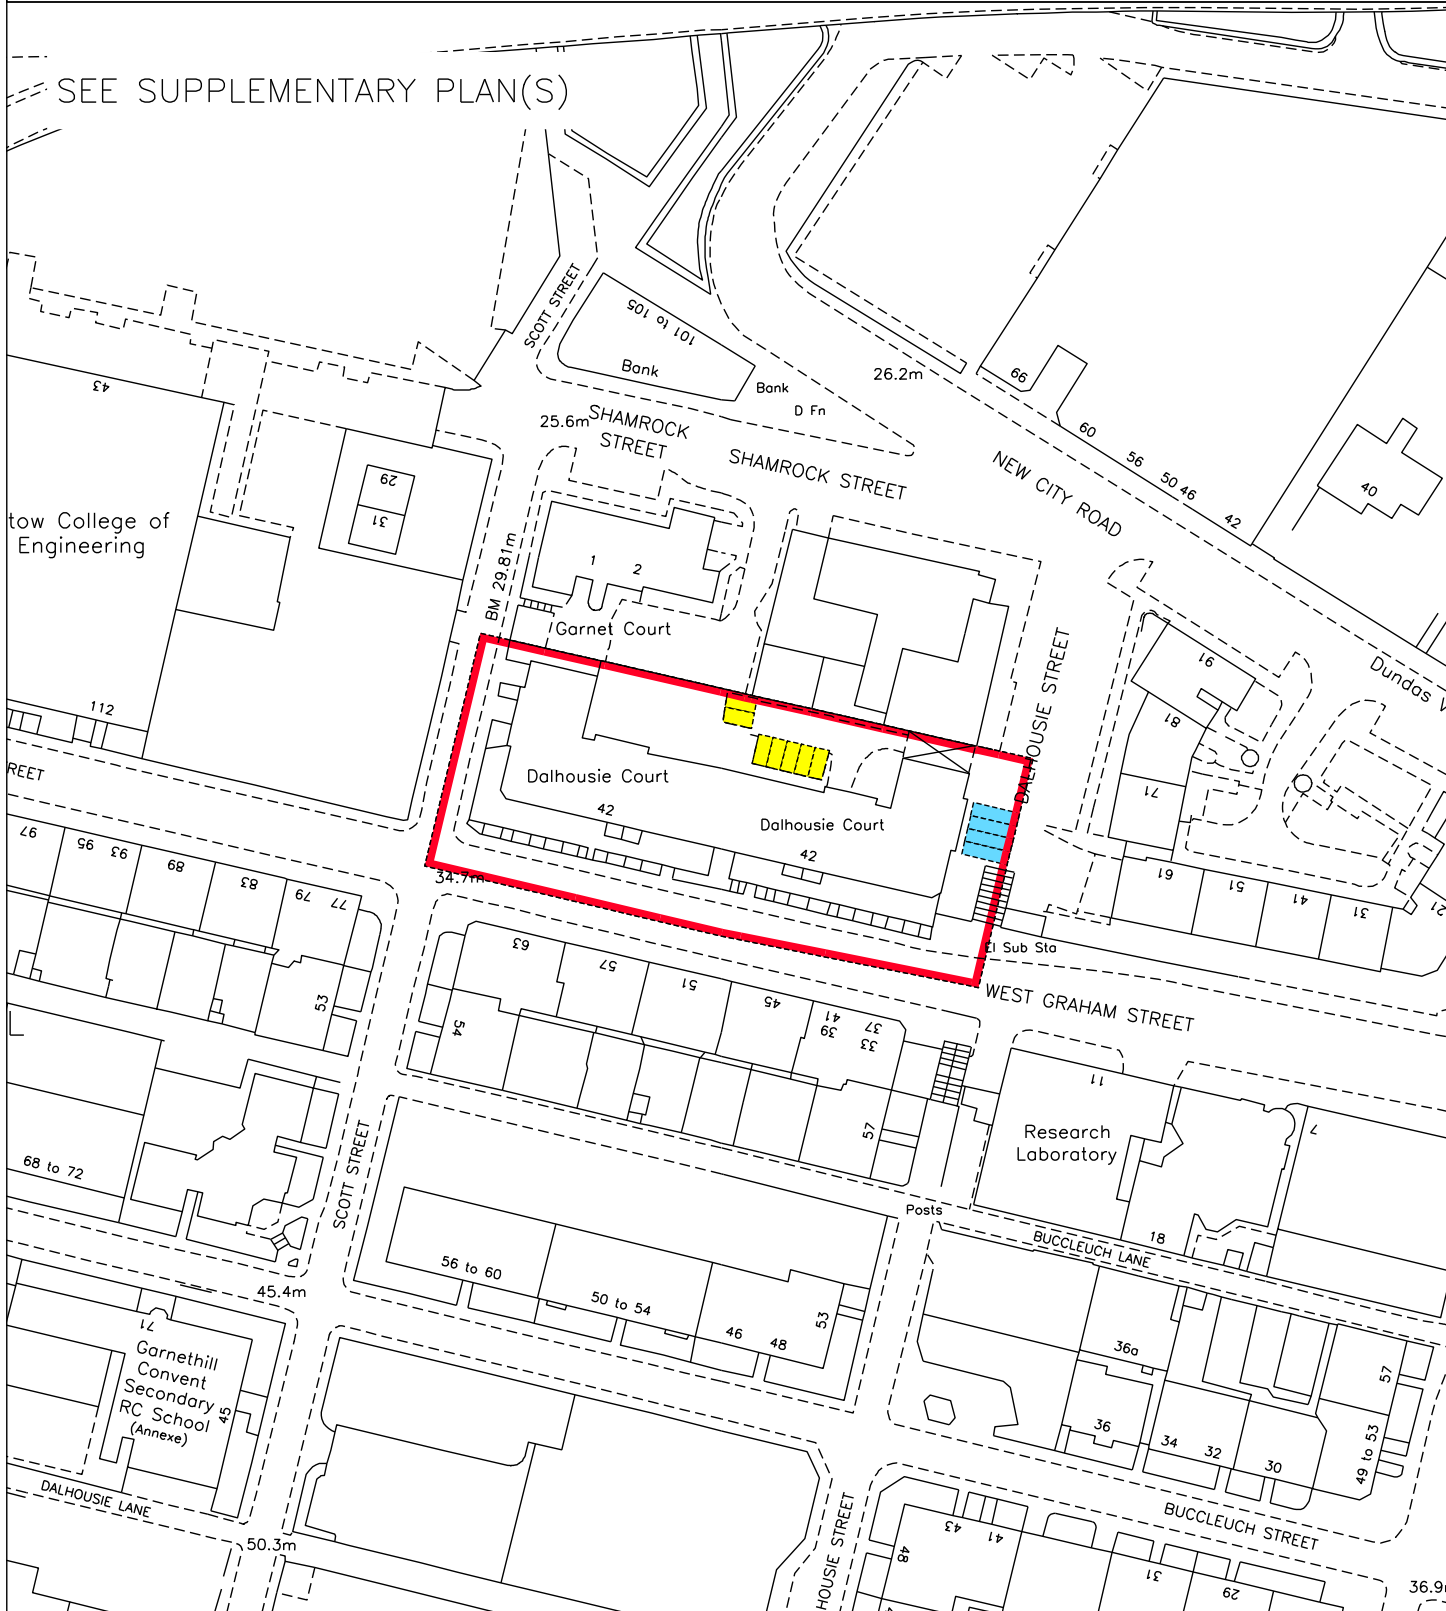 SEE SUPPLEMENTARY PLAN(S)
SCOTT STREET
101 to 105
Bank
Bank
D Fn
26.2m
66
60
56
50 46
42
40
43
25.6m
SHAMROCK
STREET
SHAMROCK STREET
NEW CITY ROAD
29
31
tow College of
Engineering
BM 29.81m
1
2
Garnet Court
DALHOUSIE STREET
91
81
71
Dundas
112
REET
Dalhousie Court
42
Dalhousie Court
42
34.7m
97
95
93
89
83
79
77
61
51
41
31
21
El Sub Sta
63
57
51
45
41
39
37
33
WEST GRAHAM STREET
53
54
57
11
7
Research
Laboratory
68 to 72
SCOTT STREET
Posts
18
BUCCLEUCH LANE
45.4m
56 to 60
50 to 54
46
48
53
71
Garnethill
Convent
Secondary
RC School
(Annexe)
45
36a
57
36
34
32
30
49 to 53
DALHOUSIE LANE
50.3m
HOUSIE STREET
BUCCLEUCH STREET
43
41
48
31
29
36.9